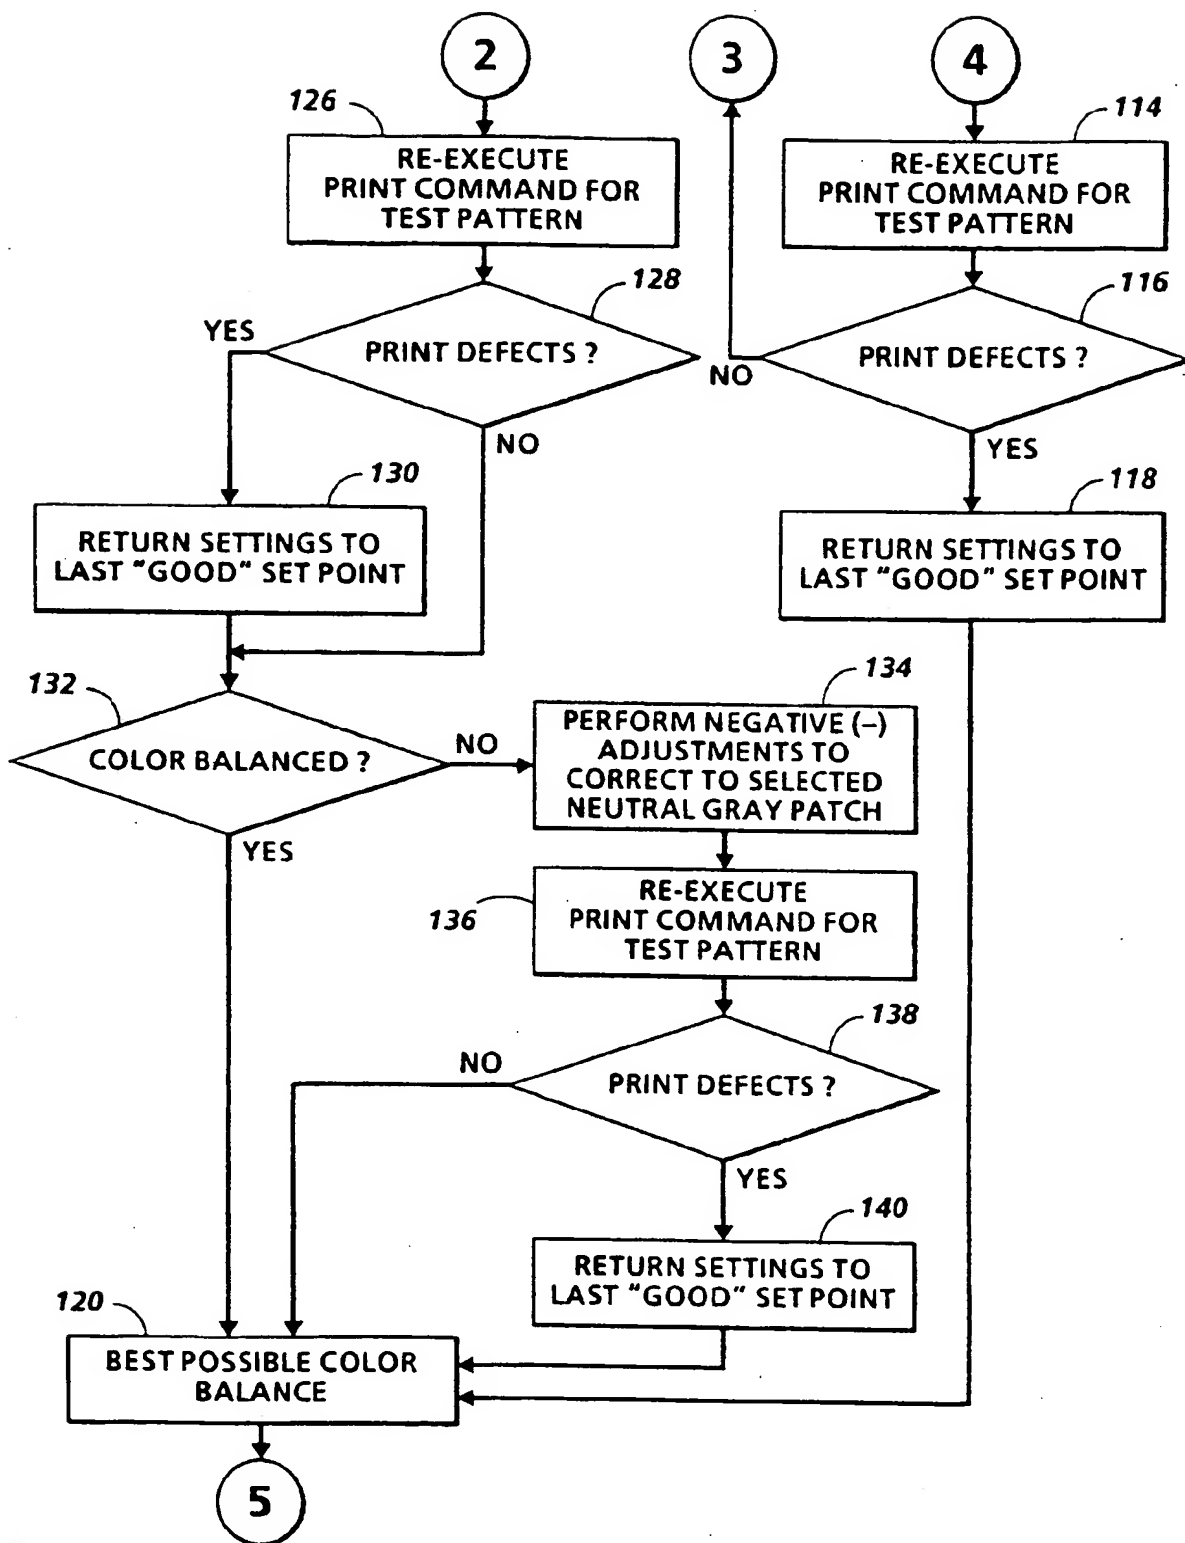 2
3
4
126
RE-EXECUTE
PRINT COMMAND FOR
TEST PATTERN
114
RE-EXECUTE
PRINT COMMAND FOR
TEST PATTERN
128
YES
PRINT DEFECTS ?
NO
116
NO
PRINT DEFECTS ?
YES
130
RETURN SETTINGS TO
LAST "GOOD" SET POINT
118
RETURN SETTINGS TO
LAST "GOOD" SET POINT
132
COLOR BALANCED ?
NO
YES
134
PERFORM NEGATIVE (–)
ADJUSTMENTS TO
CORRECT TO SELECTED
NEUTRAL GRAY PATCH
136
RE-EXECUTE
PRINT COMMAND FOR
TEST PATTERN
138
NO
PRINT DEFECTS ?
YES
140
RETURN SETTINGS TO
LAST "GOOD" SET POINT
120
BEST POSSIBLE COLOR
BALANCE
5